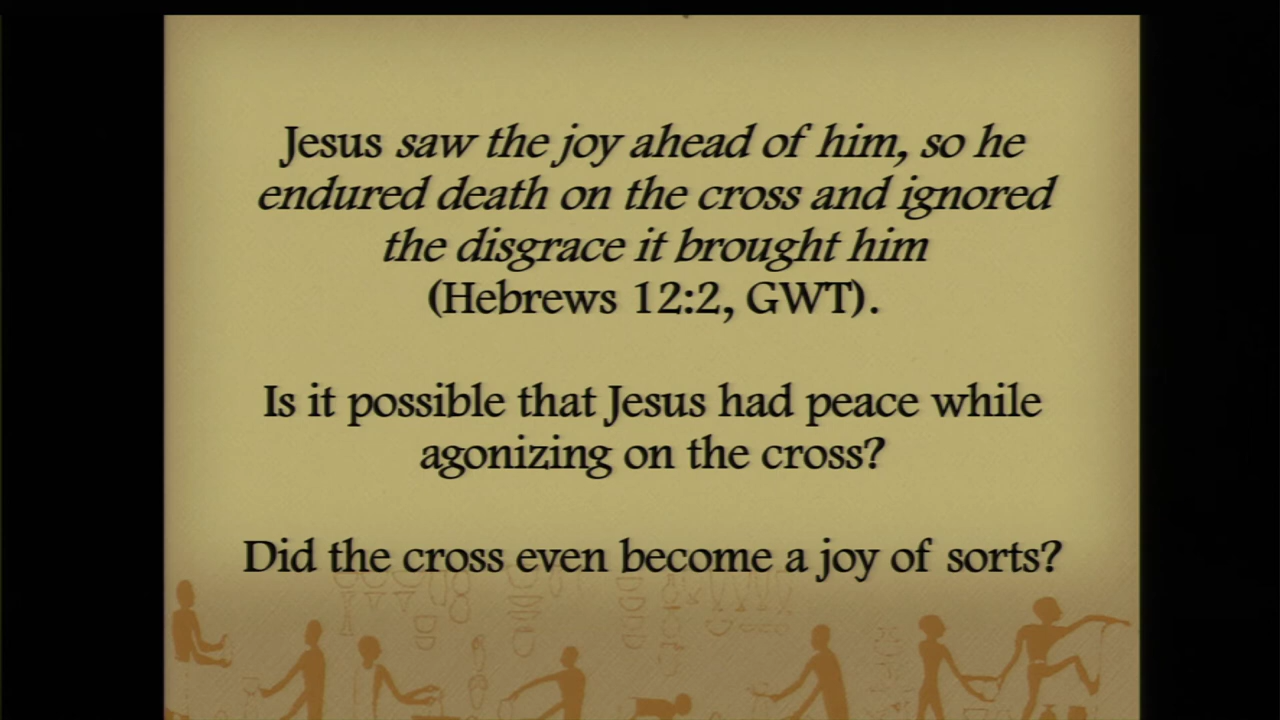 Jesus saw the joy ahead of him, so he
endured death on the cross and ignored
the disgrace it brought him
(Hebrews 12:2, GWT).
Is it possible that Jesus had peace while
agonizing on the cross?
Did the cross even become a joy of sorts?